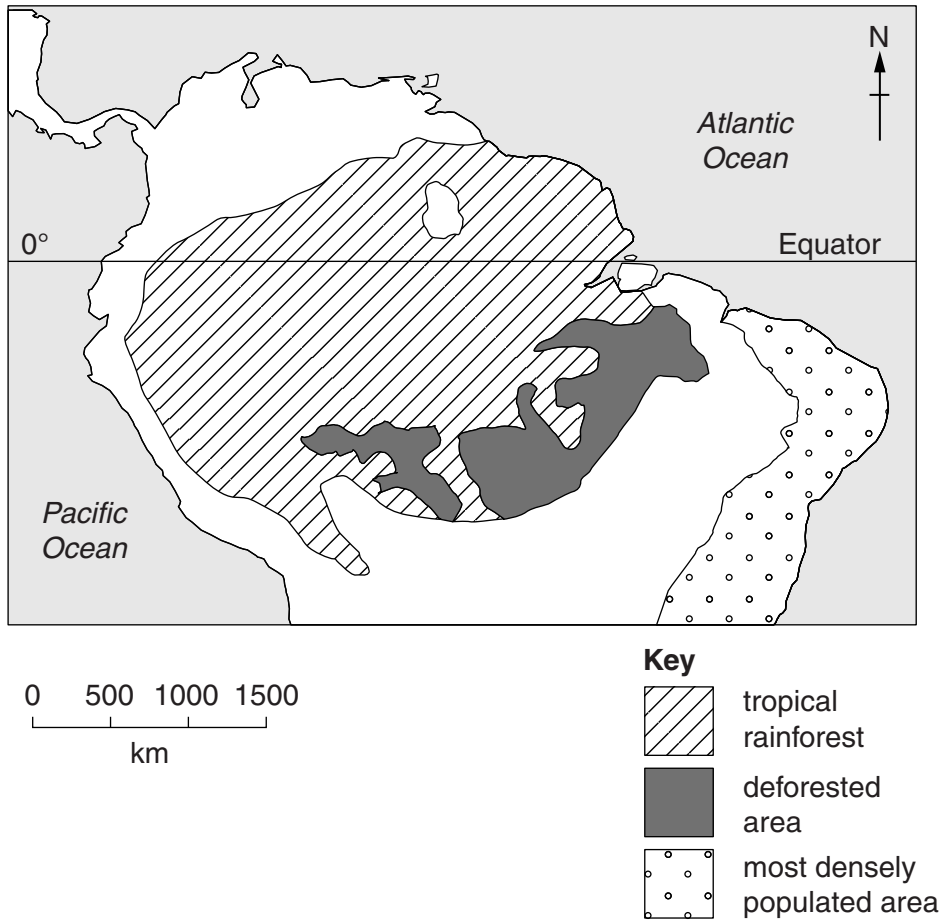 N
Atlantic
Ocean
0°
Equator
Pacific
Ocean
Key
0 500 1000 1500
km
tropical
rainforest
deforested
area
most densely
populated area